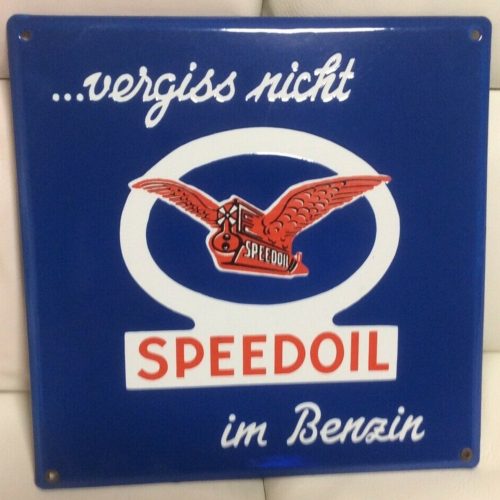 ...vergiss nicht
SPEEDOIL
SPEEDOIL
im Benzin